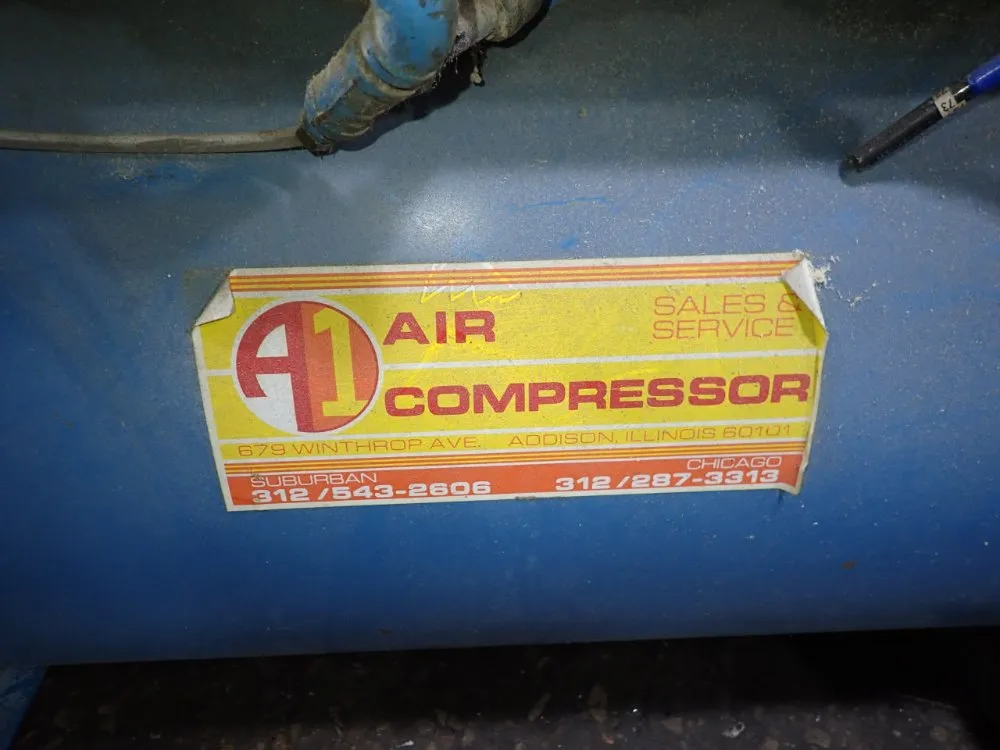 A1 AIR
SALES &
SERVICE
COMPRESSOR
679 WINTHROP AVE. ADDISON, ILLINOIS 60101
SUBURBAN
312/543-2606
CHICAGO
312/287-3313
73